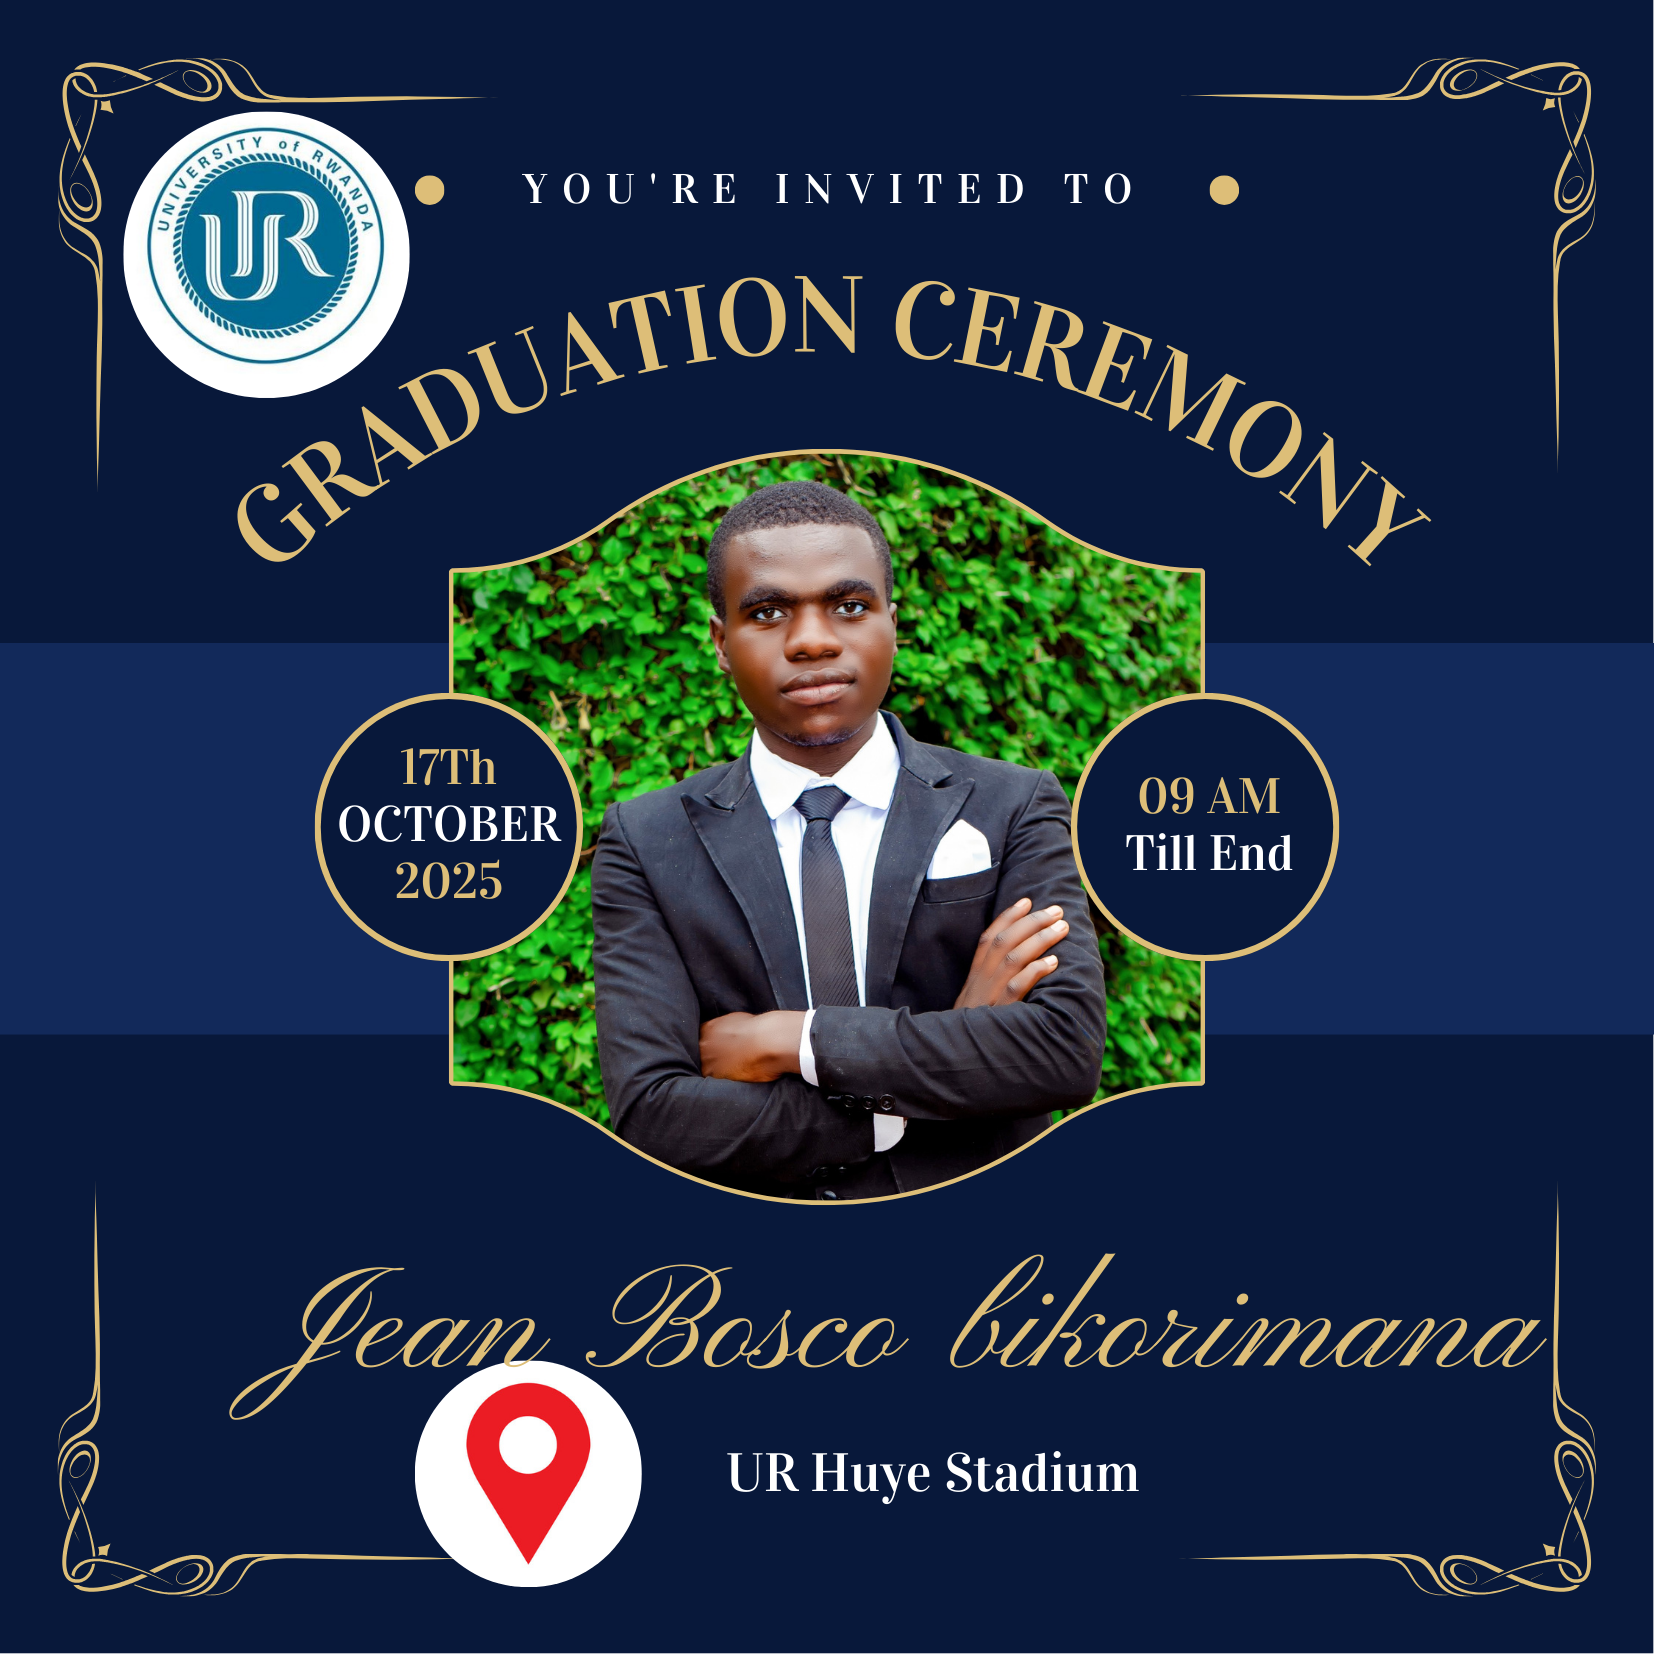 UNIVERSITY of RWANDA
UR
YOU'RE INVITED TO
GRADUATION CEREMONY
17Th
OCTOBER
2025
09 AM
Till End
Jean Bosco bikorimana
UR Huye Stadium